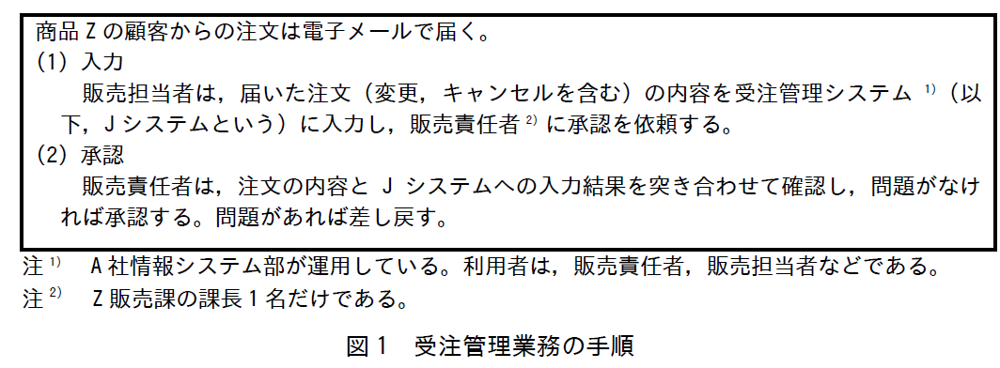 商品Zの顧客からの注文は電子メールで届く。
(1) 入力
販売担当者は，届いた注文（変更，キャンセルを含む）の内容を受注管理システム 1)（以
下，Jシステムという）に入力し，販売責任者 2) に承認を依頼する。
(2) 承認
販売責任者は，注文の内容と J システムへの入力結果を突き合わせて確認し，問題がなけ
れば承認する。問題があれば差し戻す。
注 1)　A社情報システム部が運用している。利用者は，販売責任者，販売担当者などである。
注 2)　Z販売課の課長1名だけである。
図1　受注管理業務の手順